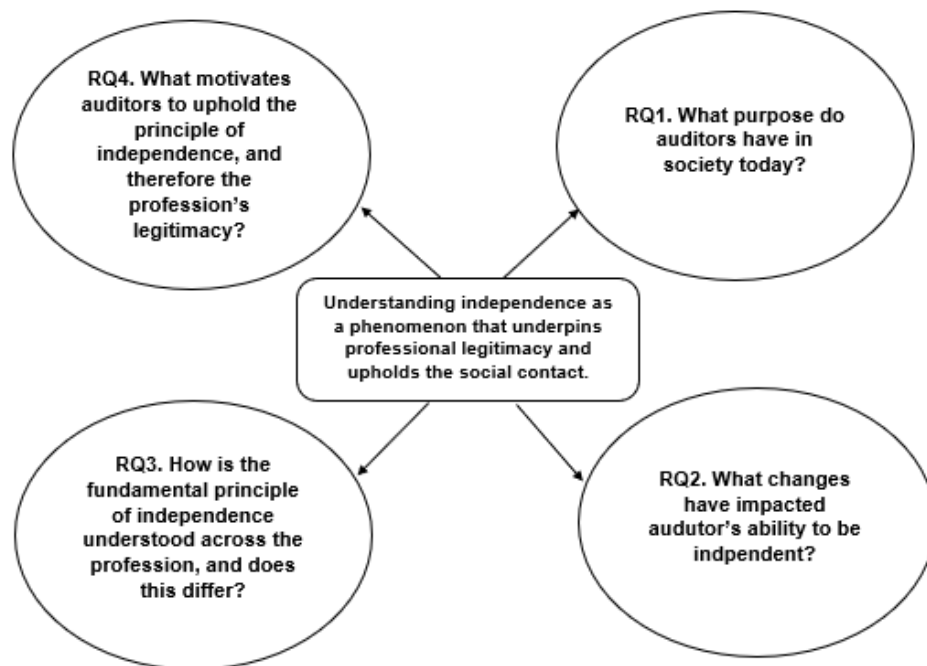 RQ4. What motivates
auditors to uphold the
principle of
independence, and
therefore the
profession's
legitimacy?
RQ1. What purpose do
auditors have in
society today?
Understanding independence as
a phenomenon that underpins
professional legitimacy and
upholds the social contact.
RQ3. How is the
fundamental principle
of independence
understood across the
profession, and does
this differ?
RQ2. What changes
have impacted
audutor's ability to be
indpendent?